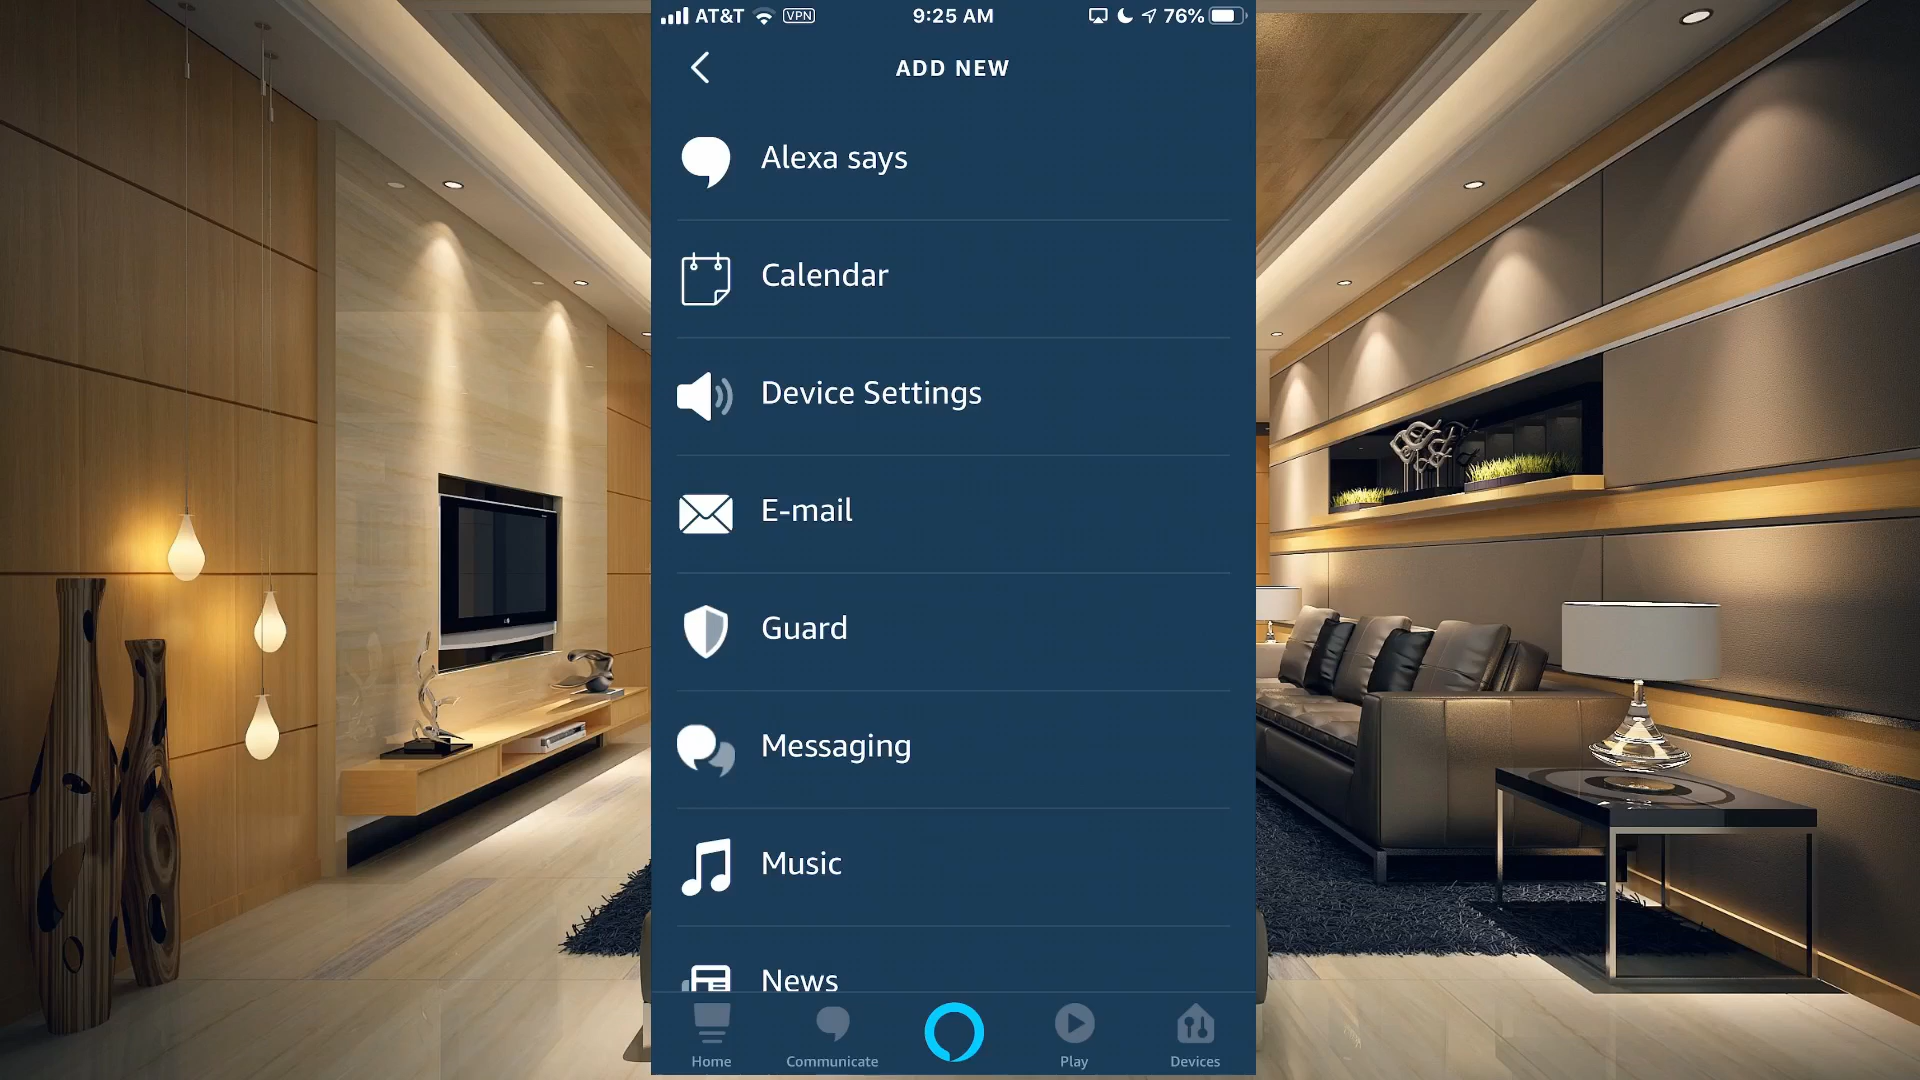 AT&T VPN 9:25 AM 76%
ADD NEW
Alexa says
Calendar
Device Settings
E-mail
Guard
Messaging
Music
News
Home Communicate Play Devices